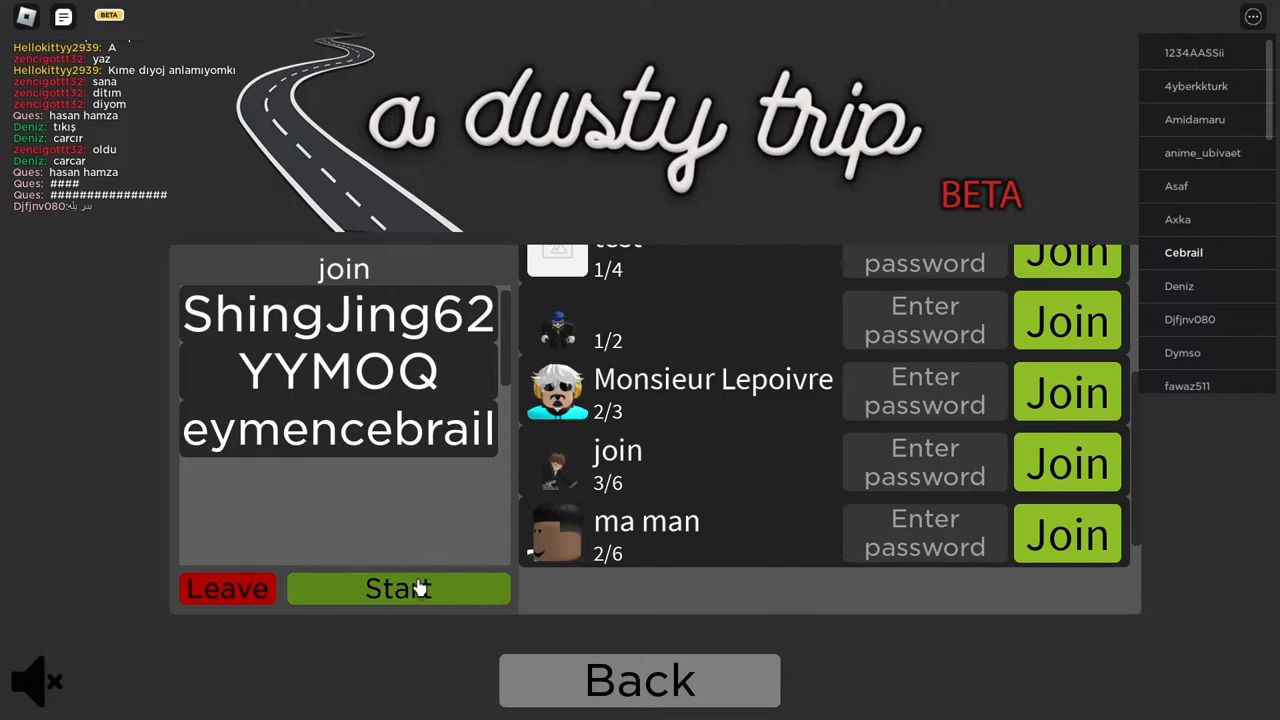 BETA
Hellokittyy2939: A
zencigottt32: yaz
Hellokittyy2939: Kıme dıyoj anlamıyomkı
zencigottt32: sana
zencigottt32: ditım
zencigottt32: diyom
Ques: hasan hamza
Deniz: tıkış
Deniz: carcır
zencigottt32: oldu
Deniz: carcar
Ques: hasan hamza
Ques: ####
Ques: ################
Djfjnv080:
a dusty trip
BETA
1234AASSii
4yberkkturk
Amidamaru
anime_ubivaet
Asaf
Axka
Cebrail
Deniz
Djfjnv080
Dymso
fawaz511
join
ShingJing62
YYMOQ
eymencebrail
Leave
Start
test
1/4
password
Join
1/2
Enter
password
Join
Monsieur Lepoivre
2/3
Enter
password
Join
join
3/6
Enter
password
Join
ma man
2/6
Enter
password
Join
Back